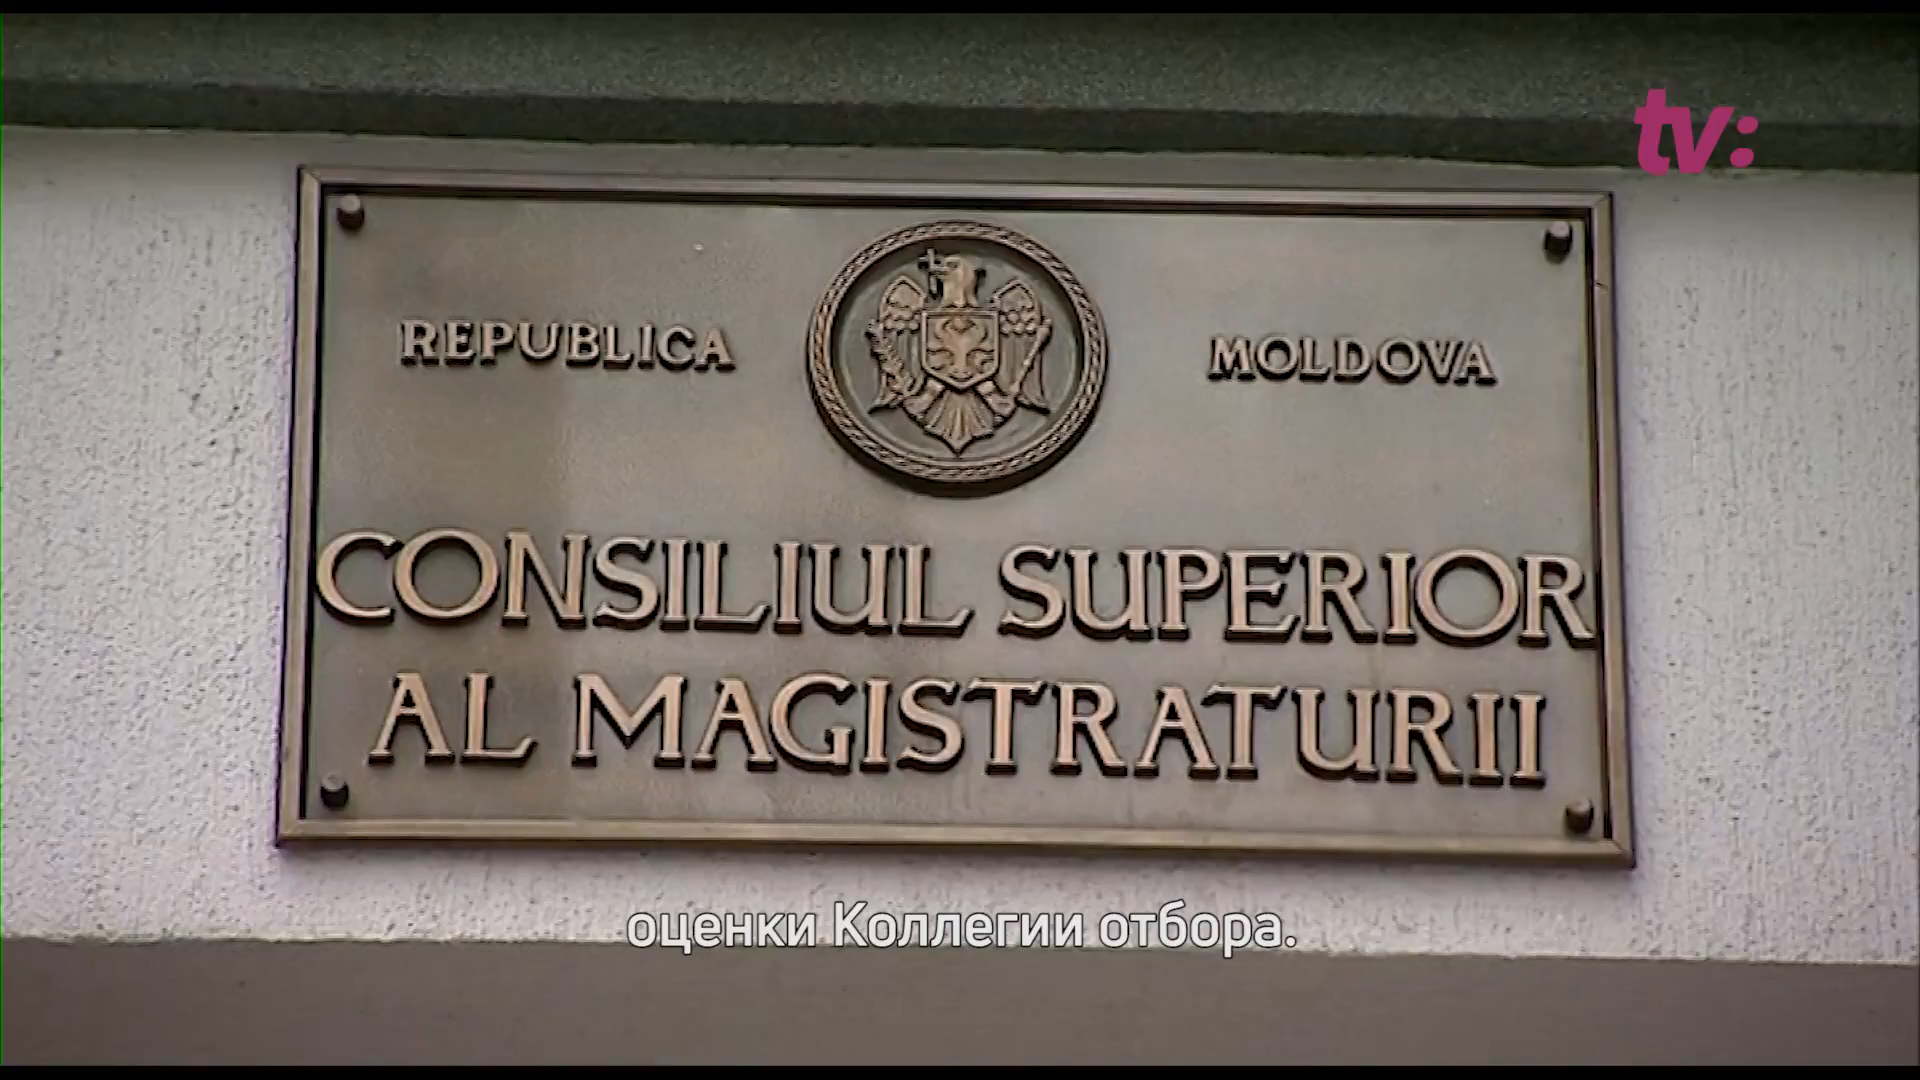 tv:
REPUBLICA MOLDOVA
CONSILIUL SUPERIOR
AL MAGISTRATURII
оценки Коллегии отбора.